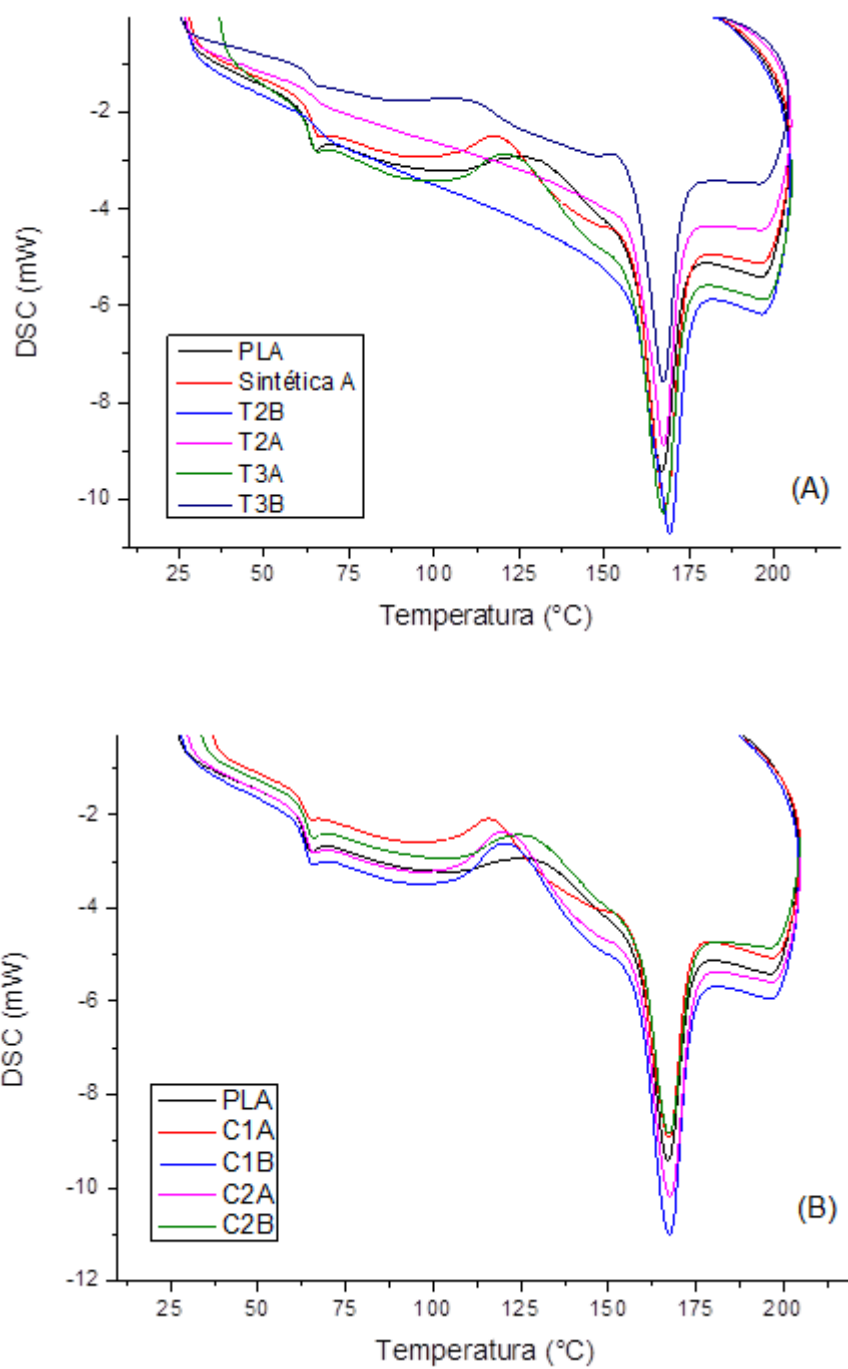 -2
-4
-6
-8
-10
DSC (mW)
PLA
Sintética A
T2B
T2A
T3A
T3B
(A)
25 50 75 100 125 150 175 200
Temperatura (°C)
-2
-4
-6
-8
-10
-12
DSC (mW)
PLA
C1A
C1B
C2A
C2B
(B)
25 50 75 100 125 150 175 200
Temperatura (°C)